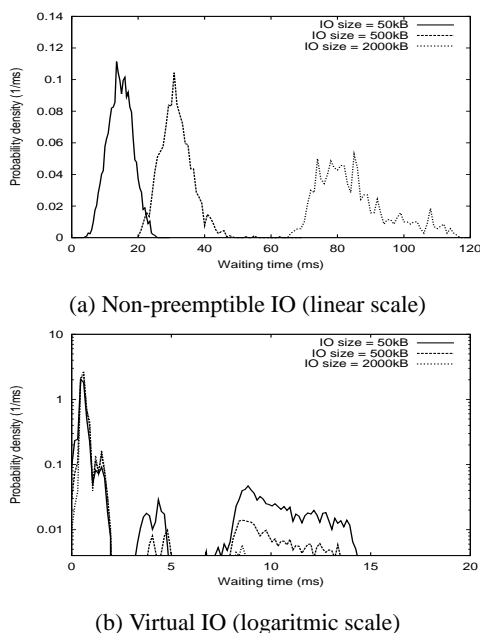 0.14
0.12
0.1
0.08
0.06
0.04
0.02
0
Probability density (1/ms)
IO size = 50kB
IO size = 500kB
IO size = 2000kB
0 20 40 60 80 100 120
Waiting time (ms)
(a) Non-preemptible IO (linear scale)
10
1
0.1
0.01
Probability density (1/ms)
IO size = 50kB
IO size = 500kB
IO size = 2000kB
0 5 10 15 20
Waiting time (ms)
(b) Virtual IO (logaritmic scale)